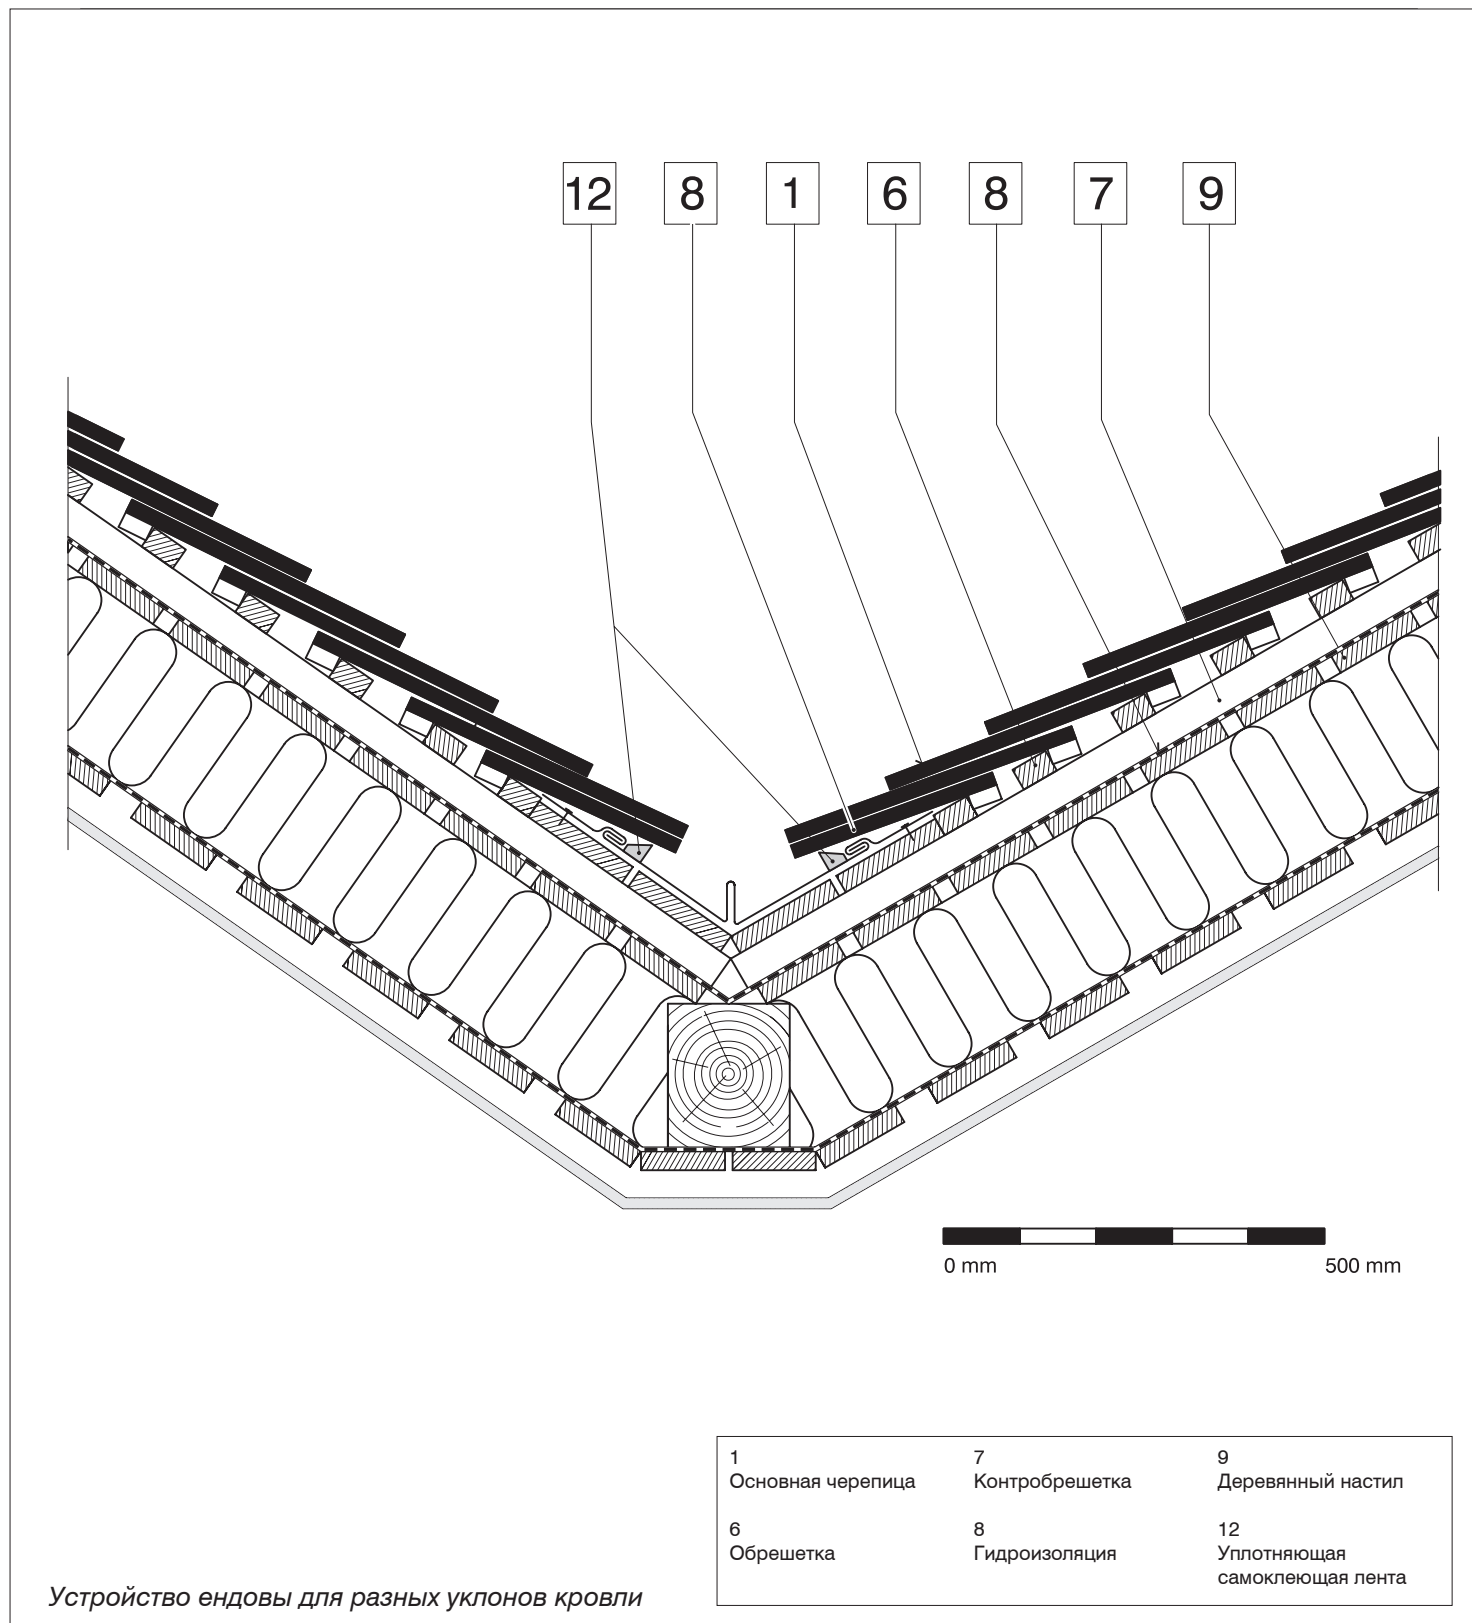 12 8 1 6 8 7 9
0 mm 500 mm
1
Основная черепица
7
Контробрешетка
9
Деревянный настил
6
Обрешетка
8
Гидроизоляция
12
Уплотняющая
самоклеющая лента
Устройство ендовы для разных уклонов кровли